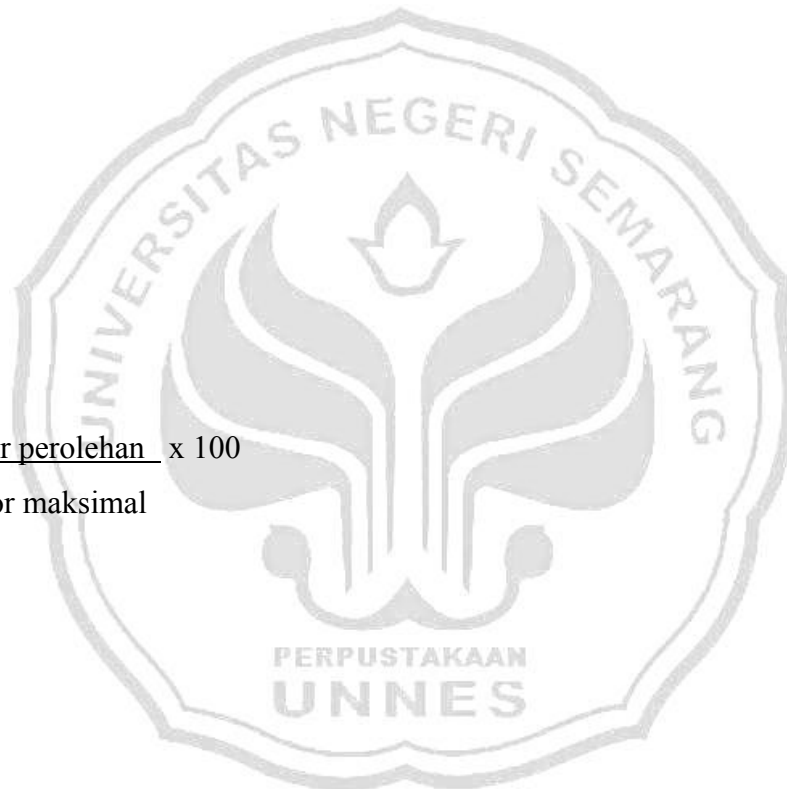 UNIVERSITAS NEGERI SEMARANG
r perolehan x 100
or maksimal
PERPUSTAKAAN
UNNES